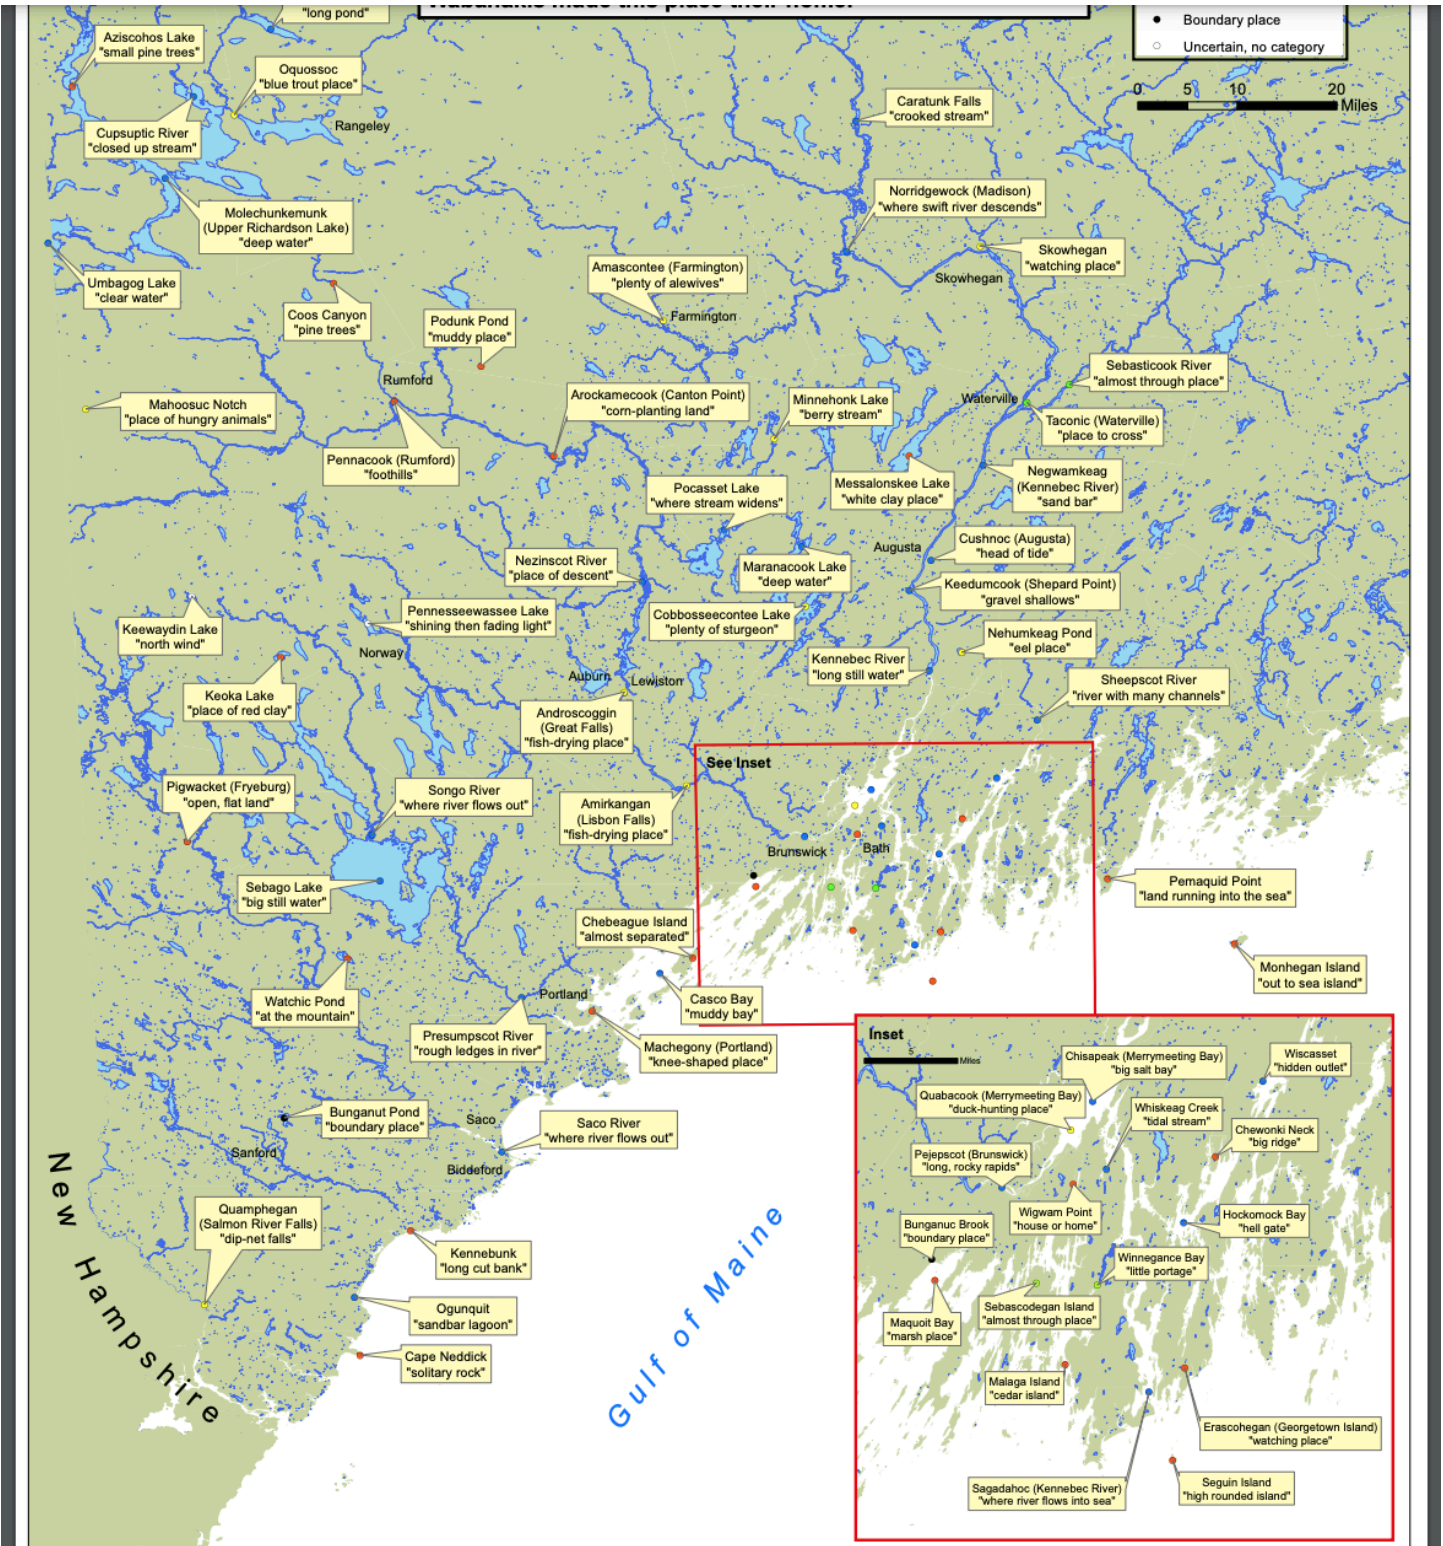 "long pond"
Wabanakis made this place their home.
Boundary place
Uncertain, no category
0 5 10 20
Miles
Aziscohos Lake
"small pine trees"
Oquossoc
"blue trout place"
Cupsuptic River
"closed up stream"
Rangeley
Caratunk Falls
"crooked stream"
Molechunkemunk
(Upper Richardson Lake)
"deep water"
Norridgewock (Madison)
"where swift river descends"
Skowhegan
"watching place"
Skowhegan
Umbagog Lake
"clear water"
Coos Canyon
"pine trees"
Podunk Pond
"muddy place"
Amascontee (Farmington)
"plenty of alewives"
Farmington
Sebasticook River
"almost through place"
Rumford
Mahoosuc Notch
"place of hungry animals"
Arockamecook (Canton Point)
"corn-planting land"
Minnehonk Lake
"berry stream"
Waterville
Taconic (Waterville)
"place to cross"
Pennacook (Rumford)
"foothills"
Pocasset Lake
"where stream widens"
Messalonskee Lake
"white clay place"
Negwamkeag
(Kennebec River)
"sand bar"
Augusta
Cushnoc (Augusta)
"head of tide"
Nezinscot River
"place of descent"
Maranacook Lake
"deep water"
Keedumcook (Shepard Point)
"gravel shallows"
Keewaydin Lake
"north wind"
Pennesseewassee Lake
"shining then fading light"
Norway
Cobbosseecontee Lake
"plenty of sturgeon"
Nehumkeag Pond
"eel place"
Kennebec River
"long still water"
Keoka Lake
"place of red clay"
Auburn
Lewiston
Sheepscot River
"river with many channels"
Androscoggin
(Great Falls)
"fish-drying place"
See Inset
Pigwacket (Fryeburg)
"open, flat land"
Songo River
"where river flows out"
Amirkangan
(Lisbon Falls)
"fish-drying place"
Brunswick
Bath
Sebago Lake
"big still water"
Pemaquid Point
"land running into the sea"
Chebeague Island
"almost separated"
Monhegan Island
"out to sea island"
Watchic Pond
"at the mountain"
Portland
Casco Bay
"muddy bay"
Presumpscot River
"rough ledges in river"
Machegony (Portland)
"knee-shaped place"
Bunganut Pond
"boundary place"
Saco
Saco River
"where river flows out"
Sanford
Biddeford
Quamphegan
(Salmon River Falls)
"dip-net falls"
Kennebunk
"long cut bank"
Ogunquit
"sandbar lagoon"
Cape Neddick
"solitary rock"
New Hampshire
Gulf of Maine
Inset
5
Miles
Chisapeak (Merrymeeting Bay)
"big salt bay"
Wiscasset
"hidden outlet"
Quabacook (Merrymeeting Bay)
"duck-hunting place"
Whiskeag Creek
"tidal stream"
Chewonki Neck
"big ridge"
Pejepscot (Brunswick)
"long, rocky rapids"
Wigwam Point
"house or home"
Hockomock Bay
"hell gate"
Bunganuc Brook
"boundary place"
Winnegance Bay
"little portage"
Sebascodegan Island
"almost through place"
Maquoit Bay
"marsh place"
Malaga Island
"cedar island"
Erascohegan (Georgetown Island)
"watching place"
Sagadahoc (Kennebec River)
"where river flows into sea"
Seguin Island
"high rounded island"